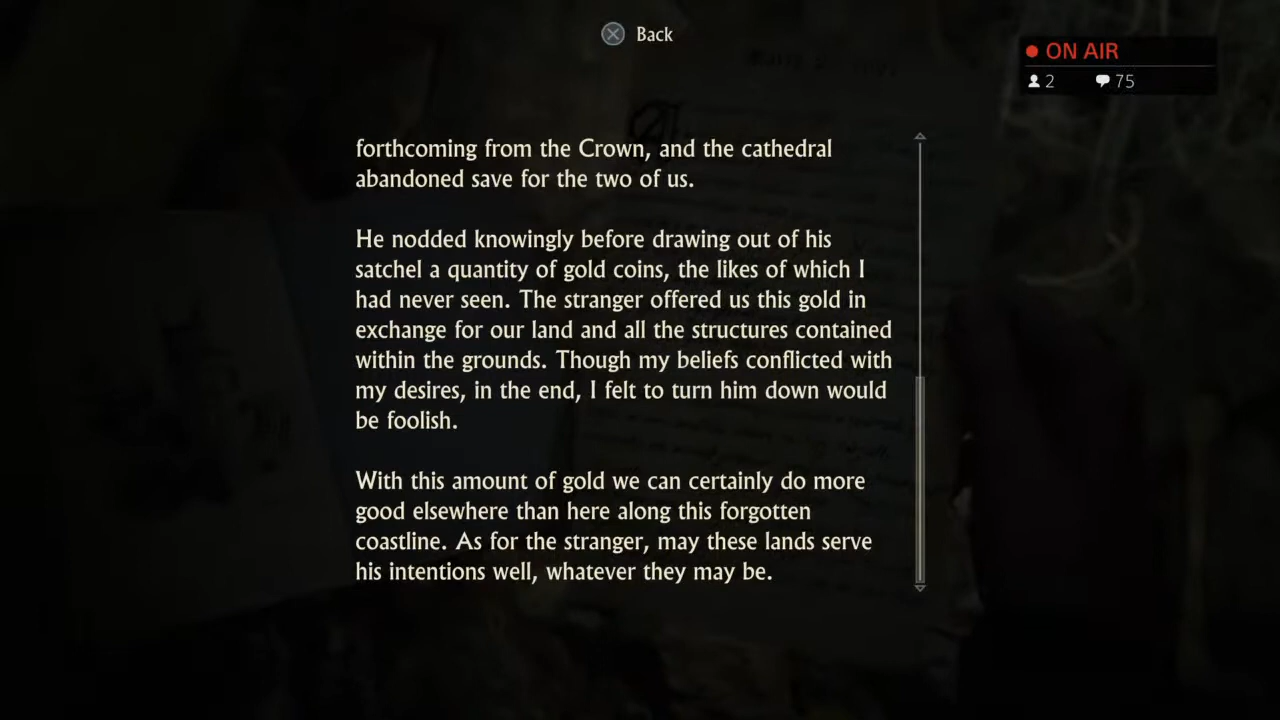 Back
ON AIR
2 75
forthcoming from the Crown, and the cathedral
abandoned save for the two of us.
He nodded knowingly before drawing out of his
satchel a quantity of gold coins, the likes of which I
had never seen. The stranger offered us this gold in
exchange for our land and all the structures contained
within the grounds. Though my beliefs conflicted with
my desires, in the end, I felt to turn him down would
be foolish.
With this amount of gold we can certainly do more
good elsewhere than here along this forgotten
coastline. As for the stranger, may these lands serve
his intentions well, whatever they may be.